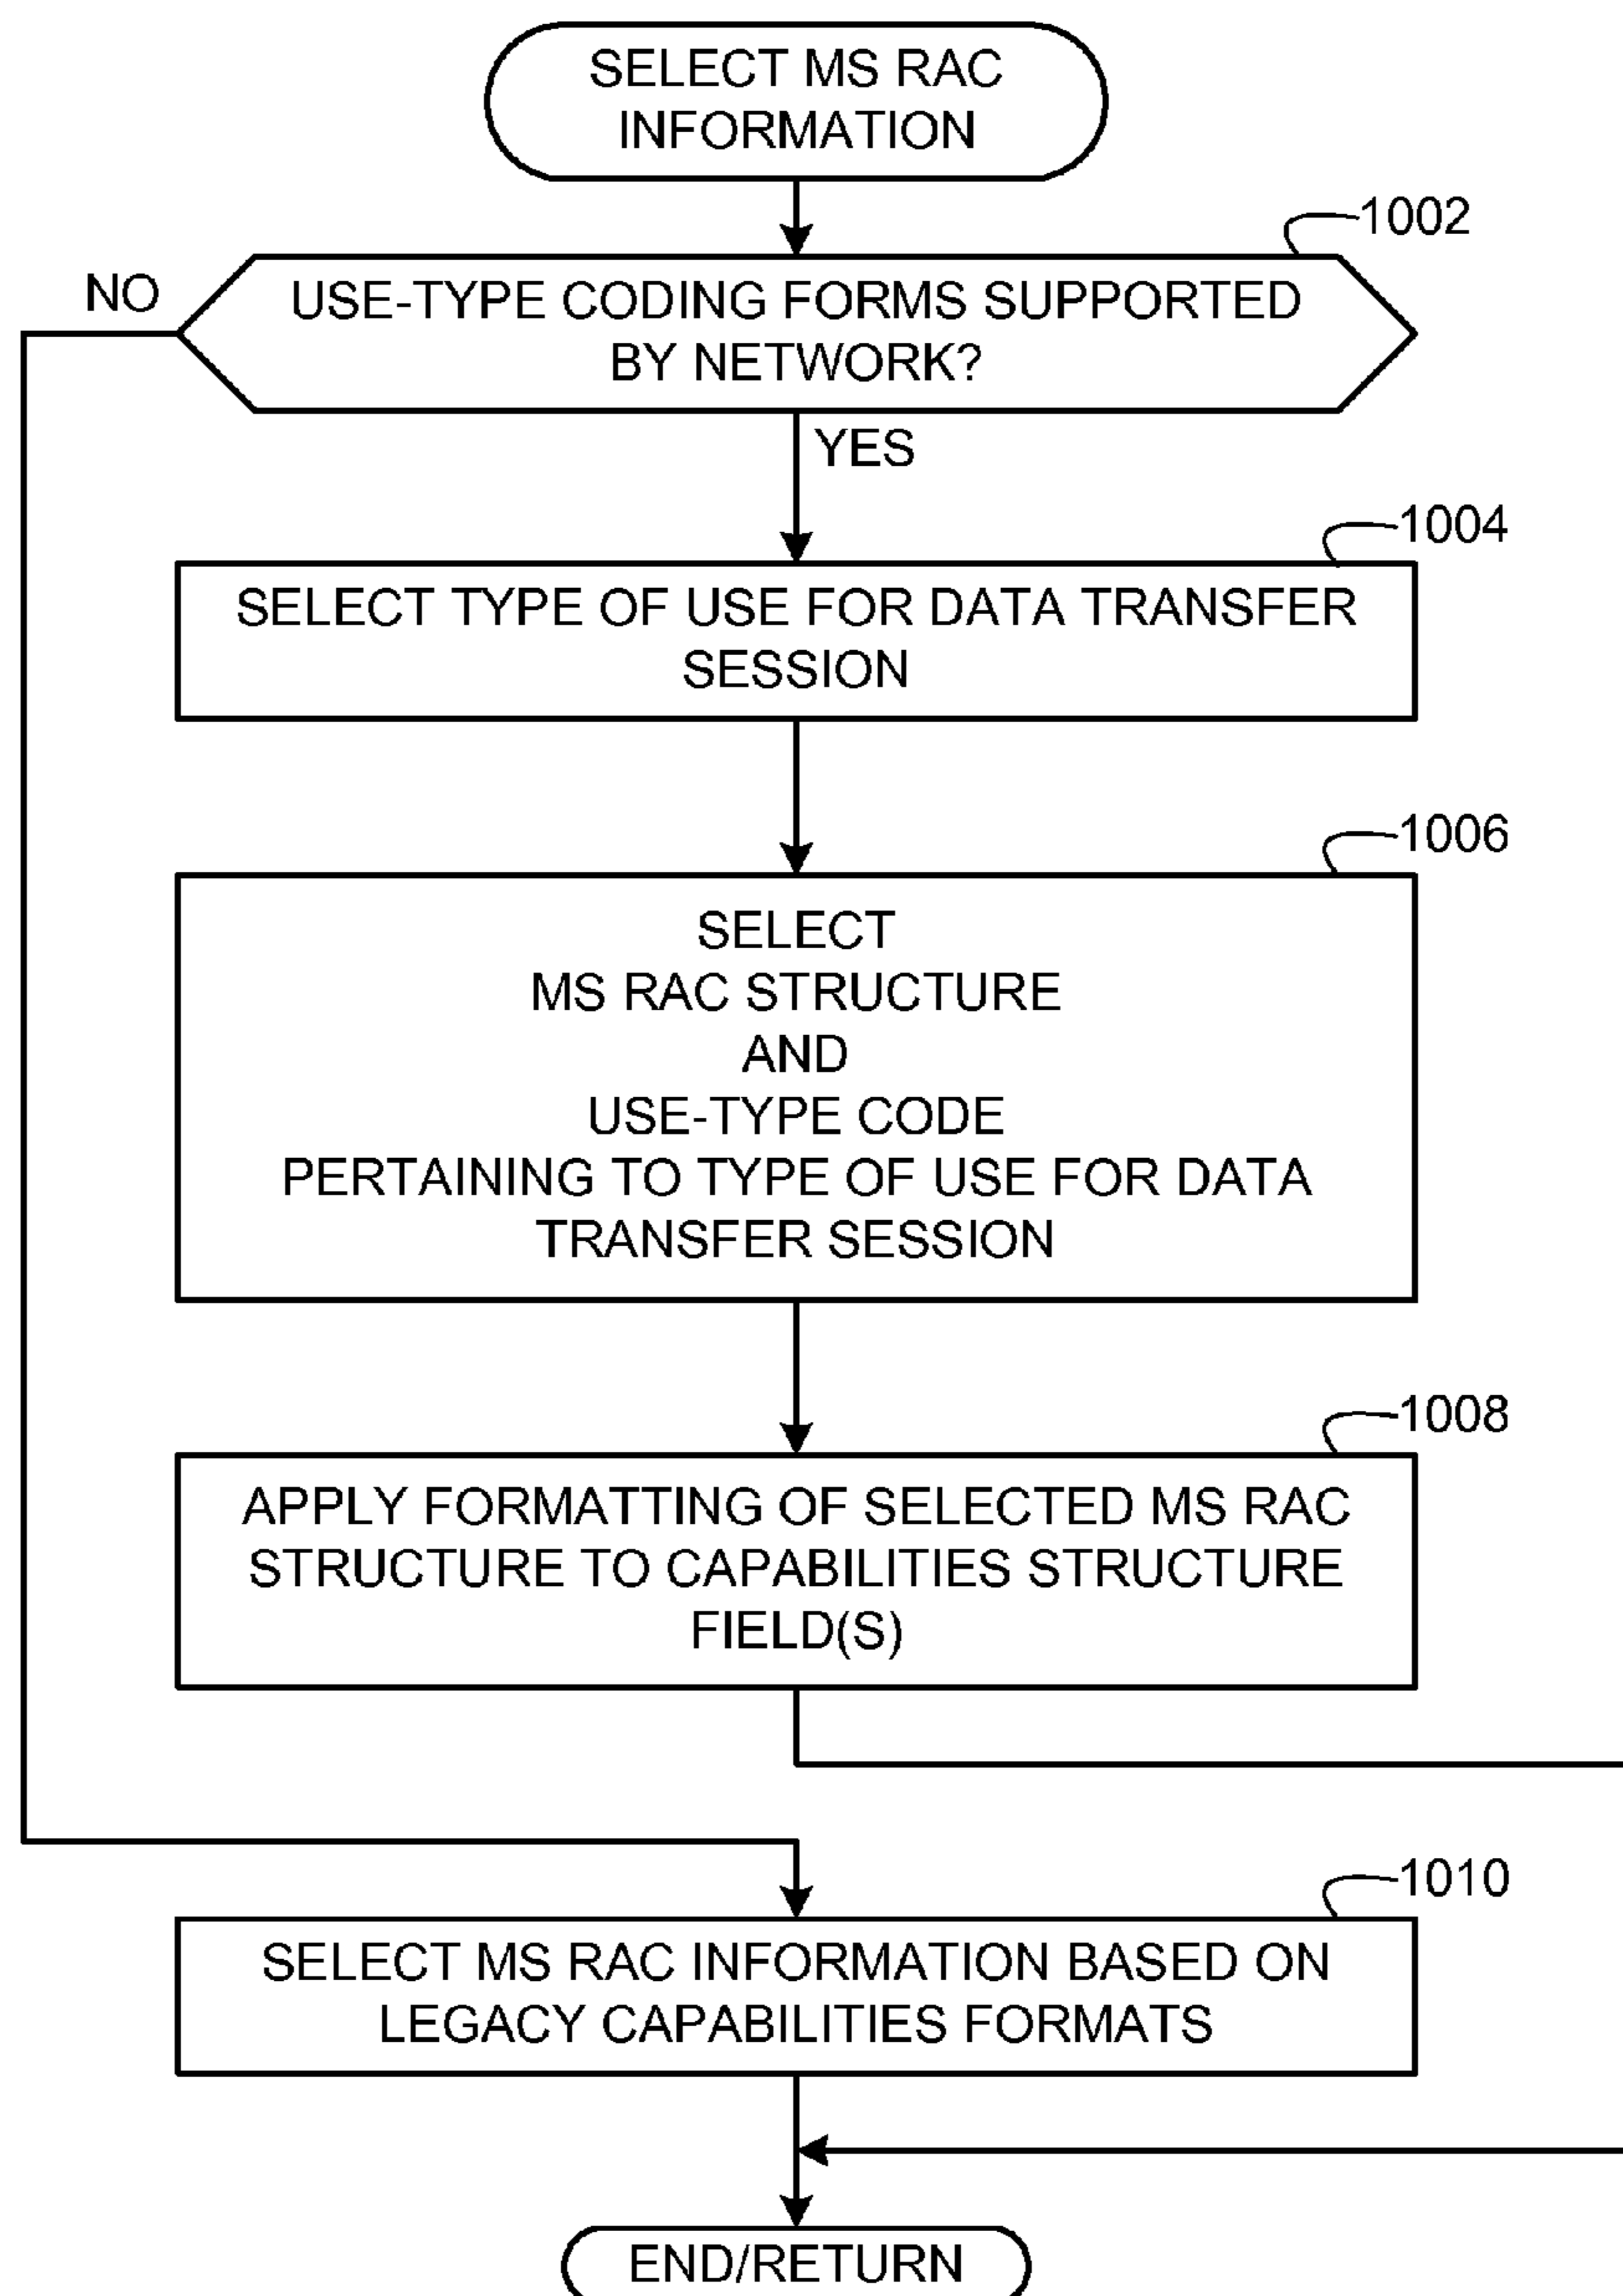 SELECT MS RAC
INFORMATION
1002
NO
USE-TYPE CODING FORMS SUPPORTED
BY NETWORK?
YES
1004
SELECT TYPE OF USE FOR DATA TRANSFER
SESSION
1006
SELECT
MS RAC STRUCTURE
AND
USE-TYPE CODE
PERTAINING TO TYPE OF USE FOR DATA
TRANSFER SESSION
1008
APPLY FORMATTING OF SELECTED MS RAC
STRUCTURE TO CAPABILITIES STRUCTURE
FIELD(S)
1010
SELECT MS RAC INFORMATION BASED ON
LEGACY CAPABILITIES FORMATS
END/RETURN